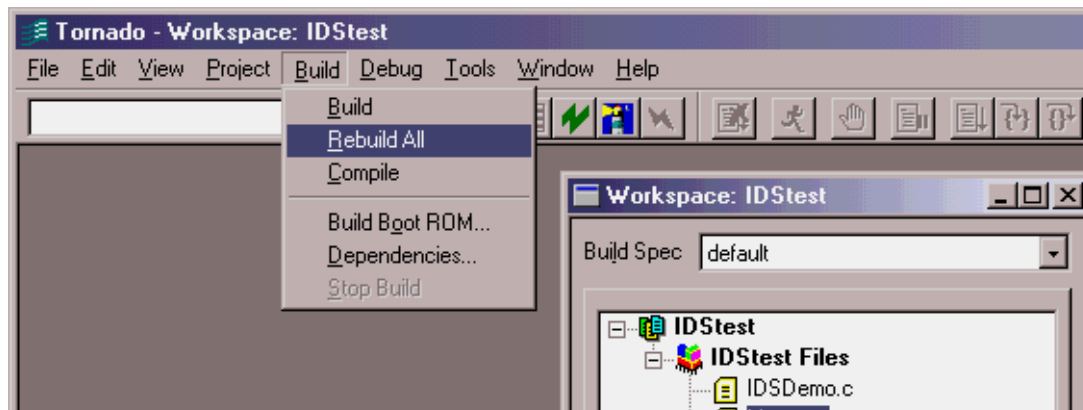 Tornado - Workspace: IDStest
File Edit View Project Build Debug Tools Window Help
Build
Rebuild All
Compile
Build Boot ROM...
Dependencies...
Stop Build
Workspace: IDStest
Build Spec default
IDStest
IDStest Files
IDSDemo.c